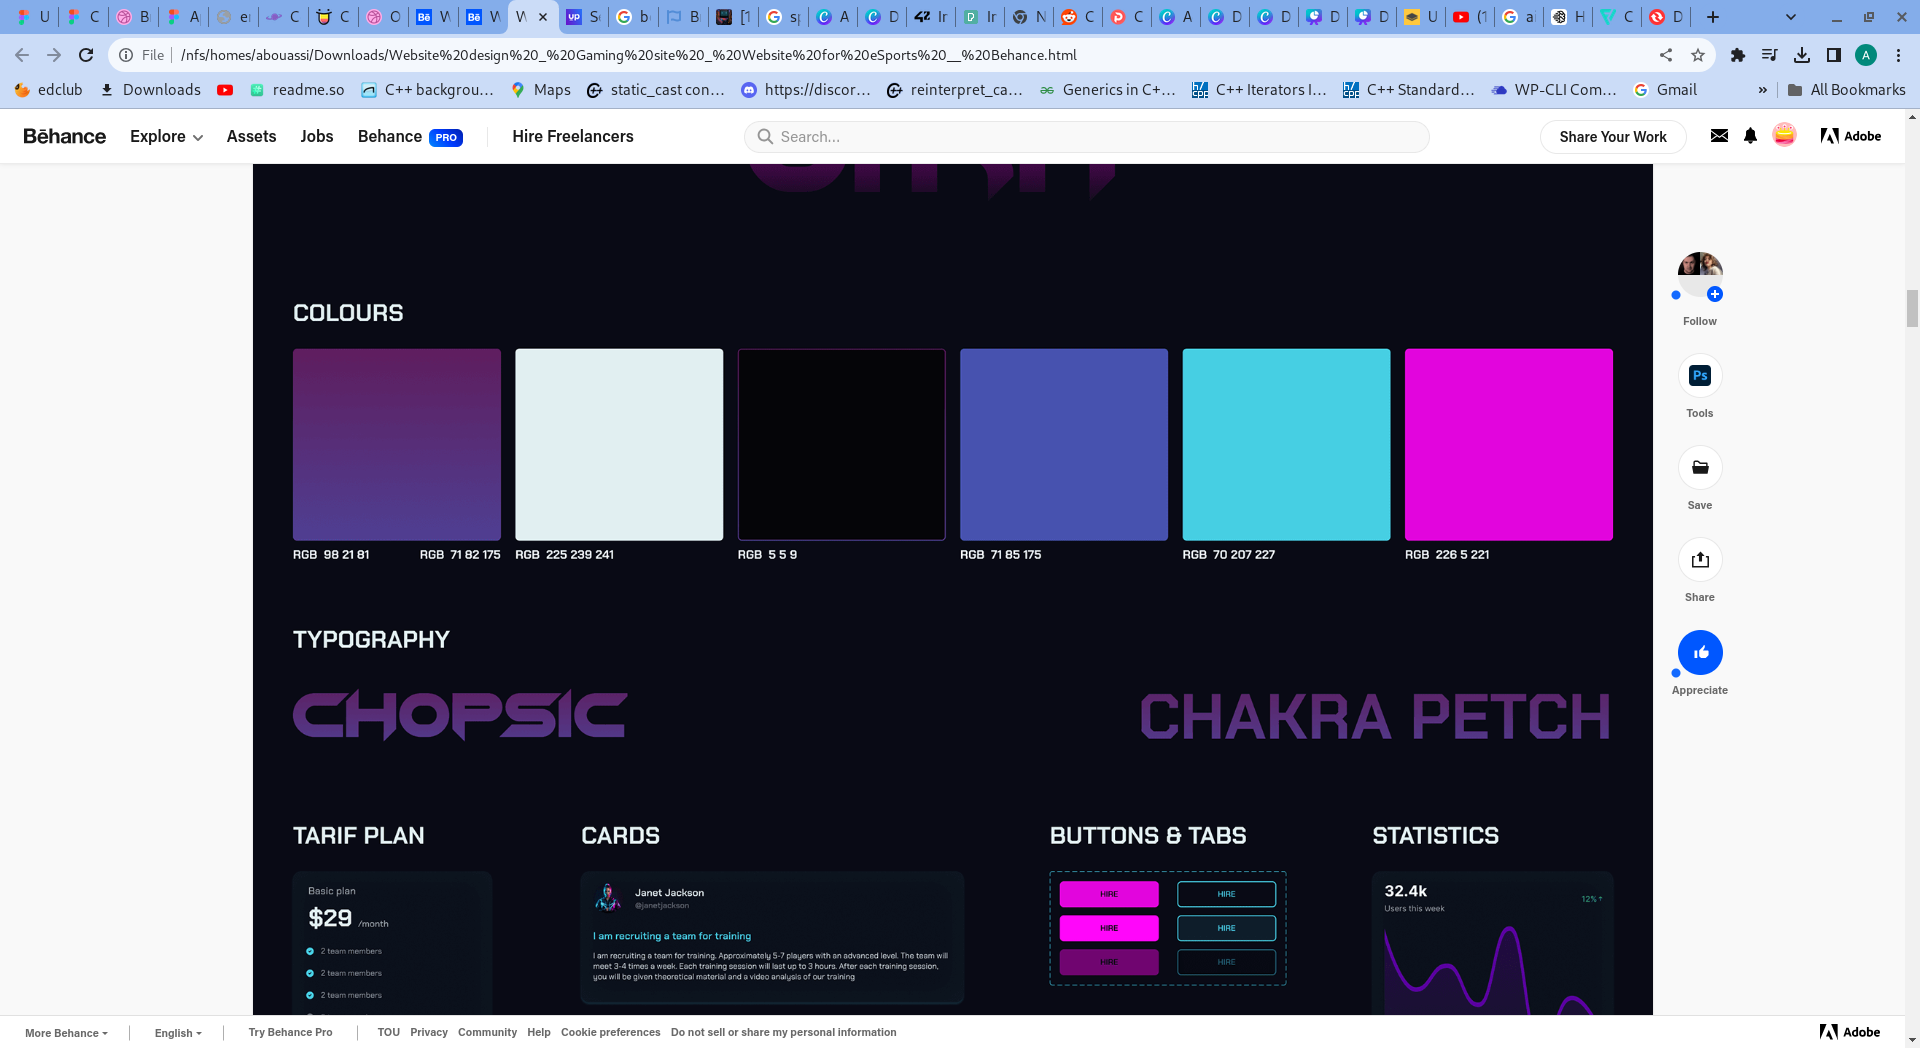 U C B A e C C O W W W S b B [1 sp A D Ir Ir N C C A D D D D U (1 a H C D
File /nfs/homes/abouassi/Downloads/Website%20design%20_%20Gaming%20site%20_%20Website%20for%20eSports%20__%20Behance.html A
edclub Downloads readme.so C++ backgrou... Maps static_cast con... https://discor... reinterpret_ca... Generics in C+... C++ Iterators I... C++ Standard... WP-CLI Com... Gmail » All Bookmarks
Bēhance Explore Assets Jobs Behance PRO Hire Freelancers Search... Share Your Work Adobe
COLOURS
RGB 98 21 81 RGB 71 82 175 RGB 225 239 241 RGB 5 5 9 RGB 71 85 175 RGB 70 207 227 RGB 226 5 221
TYPOGRAPHY
CHOPSIC CHAKRA PETCH
TARIF PLAN CARDS BUTTONS & TABS STATISTICS
Basic plan
$29 /month
2 team members
2 team members
2 team members
Janet Jackson
@janetjackson
I am recruiting a team for training
I am recruiting a team for training. Approximately 5-7 players with an advanced level. The team will
meet 3-4 times a week. Each training session will last up to 3 hours. After each training session,
you will be given theoretical material and a video analysis of our training
HIRE HIRE
HIRE HIRE
HIRE HIRE
32.4k
Users this week 12% ↑
Follow
Ps
Tools
Save
Share
Appreciate
More Behance English Try Behance Pro TOU Privacy Community Help Cookie preferences Do not sell or share my personal information Adobe